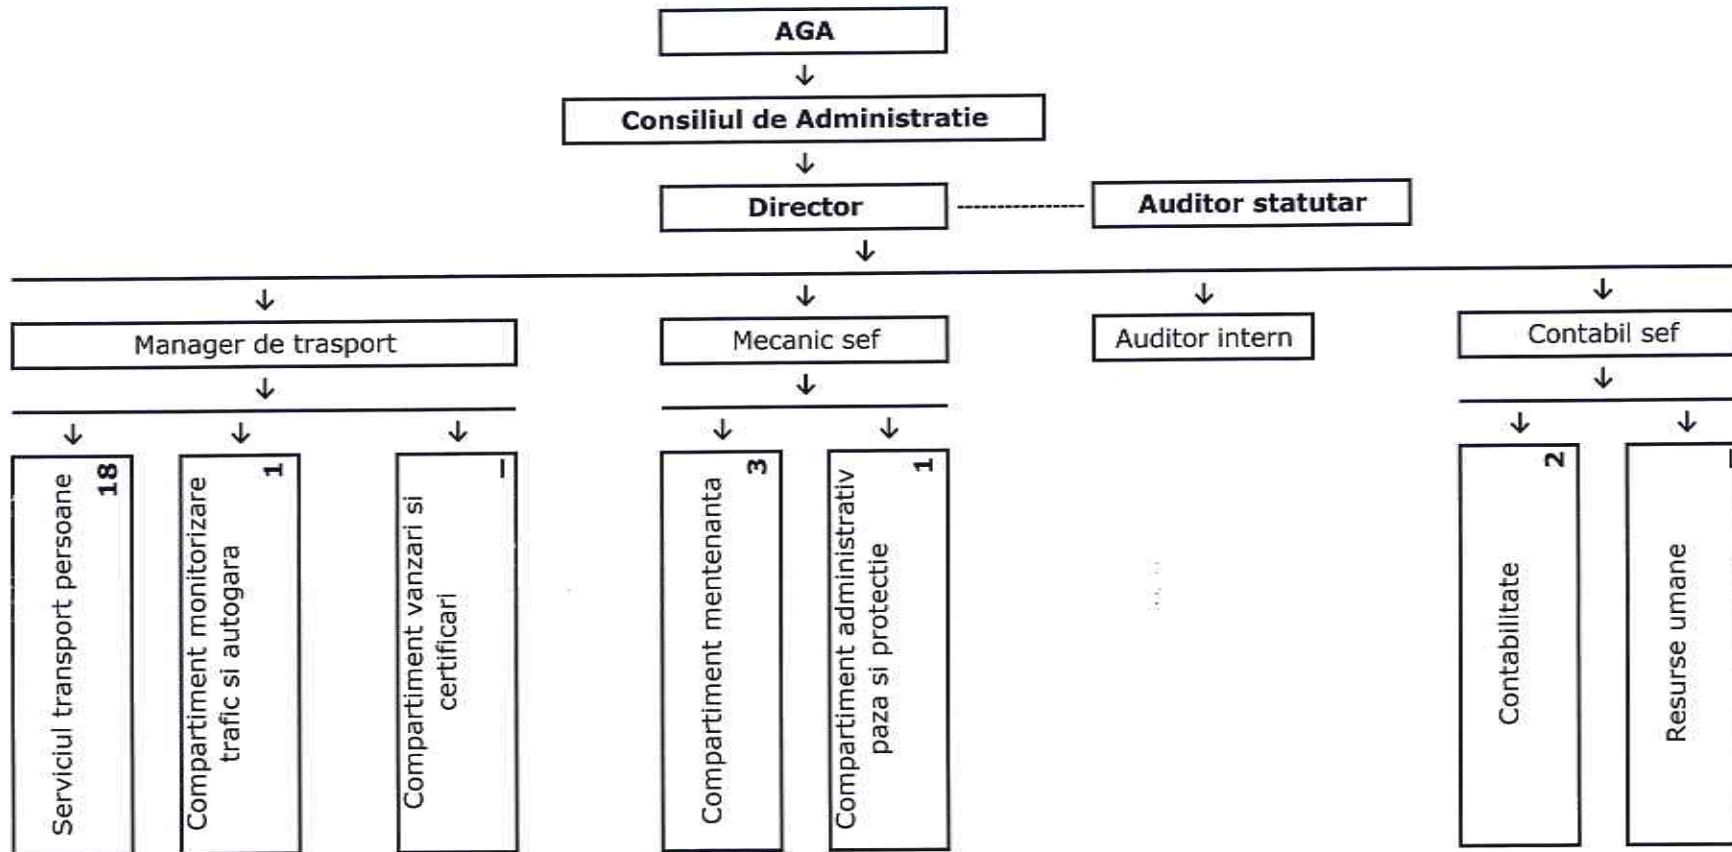 AGA
Consiliul de Administratie
Director
Auditor statutar
Manager de trasport
Mecanic sef
Auditor intern
Contabil sef
Serviciul transport persoane
18
Compartiment monitorizare
trafic si autogara
1
Compartiment vanzari si
certificari
–
Compartiment mentenanta
3
Compartiment administrativ
paza si protectie
1
Contabilitate
2
Resurse umane
–